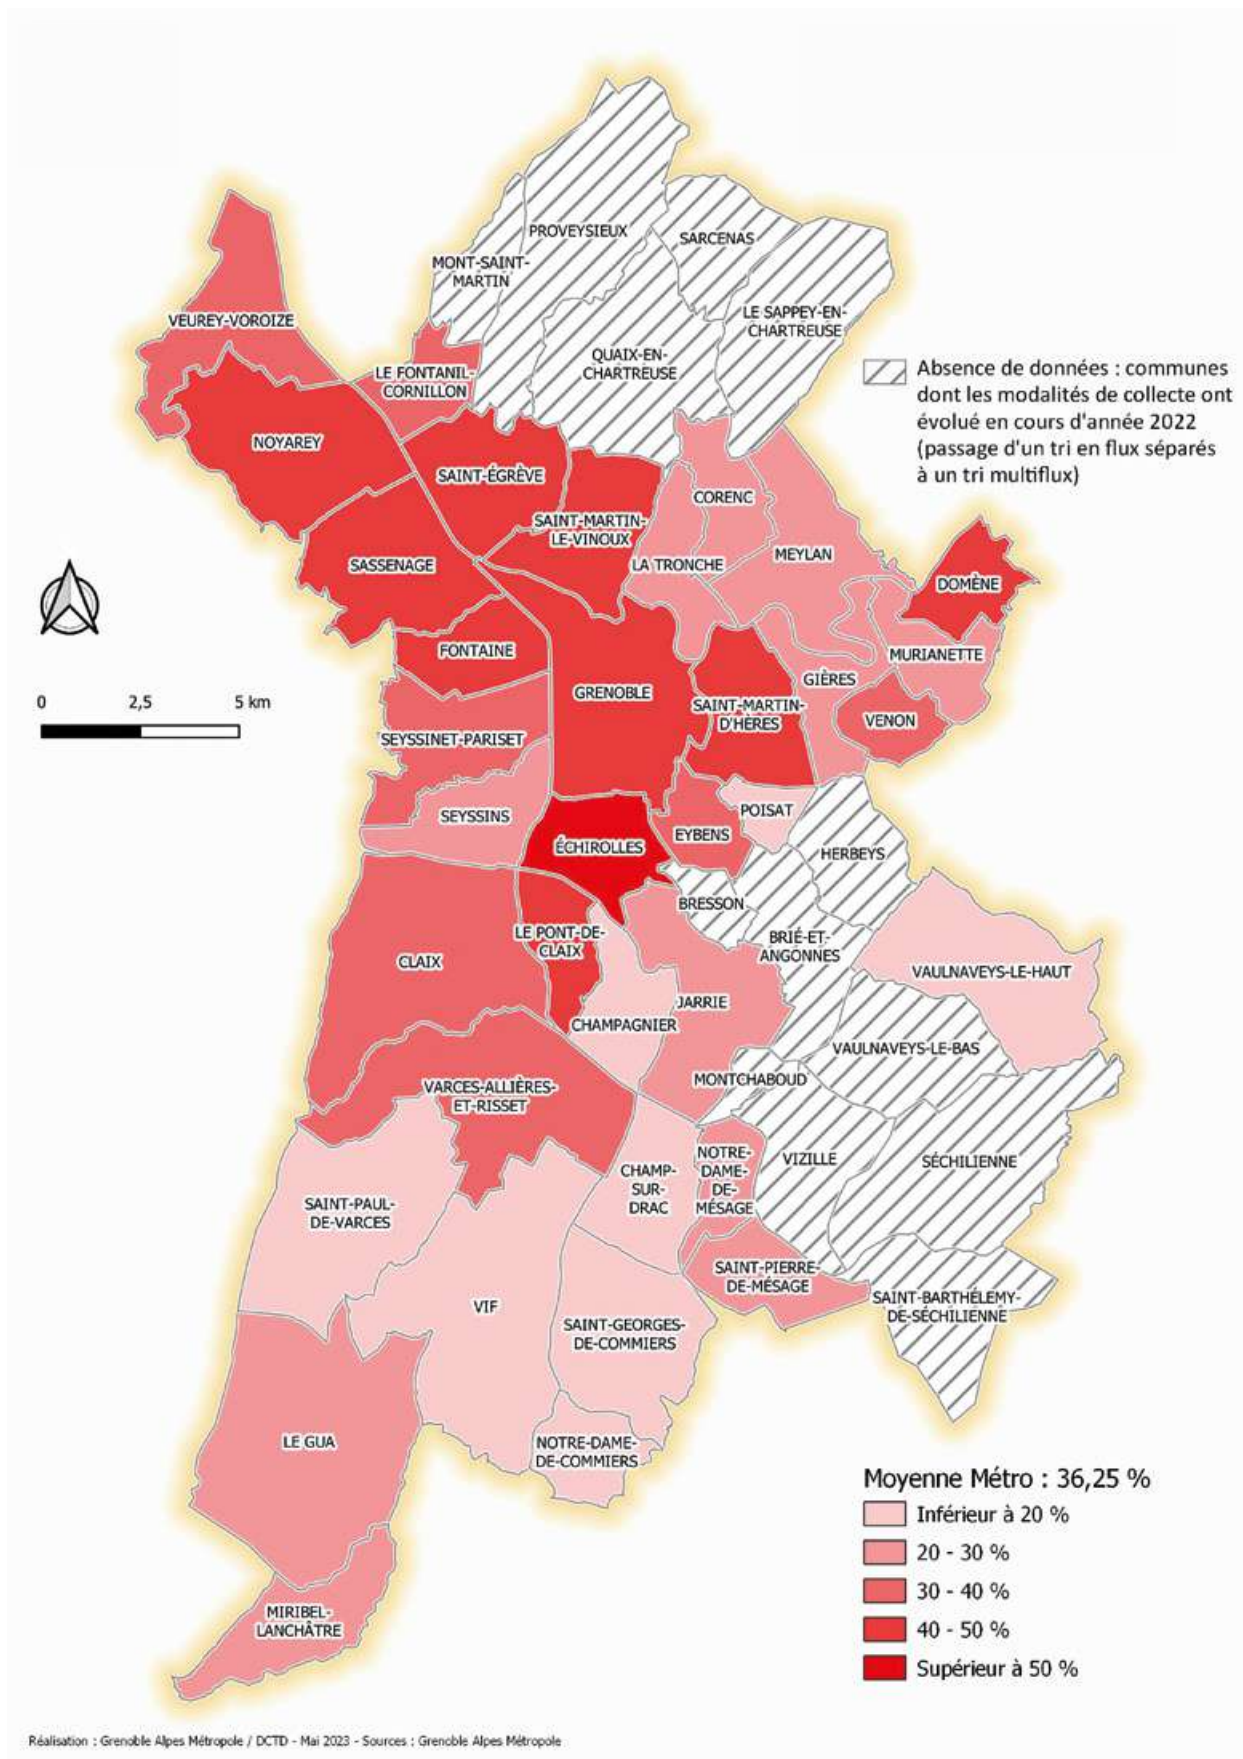 PROVEYSIEUX
SARCENAS
MONT-SAINT-
MARTIN
LE SAPPEY-EN-
CHARTREUSE
VEUREY-VOROIZE
QUAIX-EN-
CHARTREUSE
LE FONTANIL-
CORNILLON
Absence de données : communes
dont les modalités de collecte ont
évolué en cours d'année 2022
(passage d'un tri en flux séparés
à un tri multiflux)
NOYAREY
SAINT-ÉGRÈVE
CORENC
SAINT-MARTIN-
LE-VINOUX
MEYLAN
SASSENAGE
LA TRONCHE
DOMÈNE
FONTAINE
MURIANETTE
GIÈRES
GRENOBLE
0 2,5 5 km
SAINT-MARTIN-
D'HÈRES
VENON
SEYSSINET-PARISET
POISAT
SEYSSINS
EYBENS
ÉCHIROLLES
HERBEYS
BRESSON
LE PONT-DE-
CLAIX
BRIÉ-ET-
ANGONNES
CLAIX
VAULNAVEYS-LE-HAUT
JARRIE
CHAMPAGNIER
VAULNAVEYS-LE-BAS
MONTCHABOUD
VARCES-ALLIÈRES-
ET-RISSET
NOTRE-
DAME-
DE-
MÉSAGE
VIZILLE
SÉCHILIENNE
CHAMP-
SUR-
DRAC
SAINT-PAUL-
DE-VARCES
SAINT-PIERRE-
DE-MÉSAGE
SAINT-BARTHÉLEMY-
DE-SÉCHILIENNE
VIF
SAINT-GEORGES-
DE-COMMIERS
LE GUA
NOTRE-DAME-
DE-COMMIERS
Moyenne Métro : 36,25 %
Inférieur à 20 %
20 - 30 %
30 - 40 %
40 - 50 %
Supérieur à 50 %
MIRIBEL-
LANCHÂTRE
Réalisation : Grenoble Alpes Métropole / DCTD - Mai 2023 - Sources : Grenoble Alpes Métropole